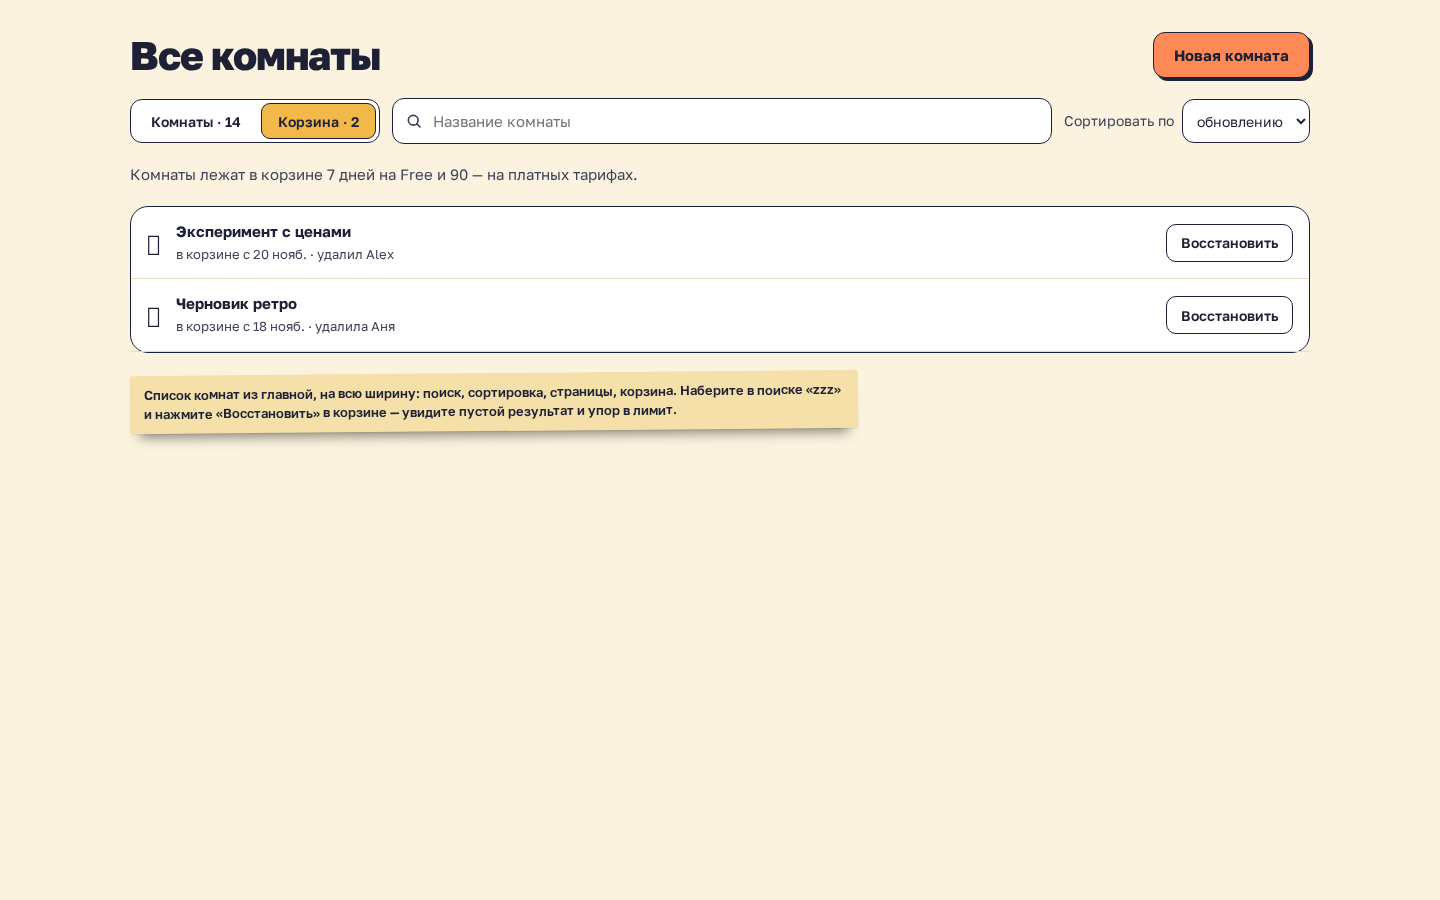 Все комнаты
Новая комната
Комнаты · 14
Корзина · 2
Название комнаты
Сортировать по
обновлению
Комнаты лежат в корзине 7 дней на Free и 90 — на платных тарифах.
Эксперимент с ценами
в корзине с 20 нояб. · удалил Alex
Восстановить
Черновик ретро
в корзине с 18 нояб. · удалила Аня
Восстановить
Список комнат из главной, на всю ширину: поиск, сортировка, страницы, корзина. Наберите в поиске «zzz»
и нажмите «Восстановить» в корзине — увидите пустой результат и упор в лимит.